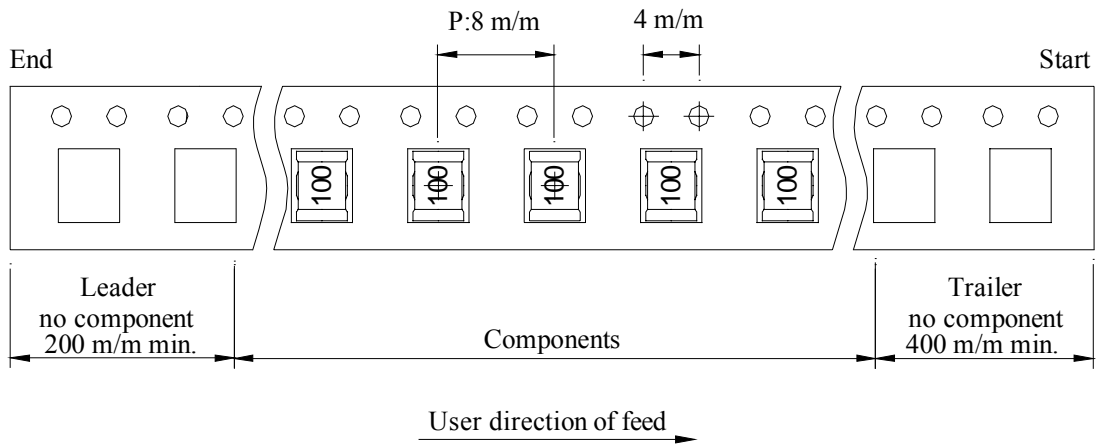 P:8 m/m
4 m/m
End
Start
100
100
100
100
100
Leader
no component
200 m/m min.
Components
Trailer
no component
400 m/m min.
User direction of feed